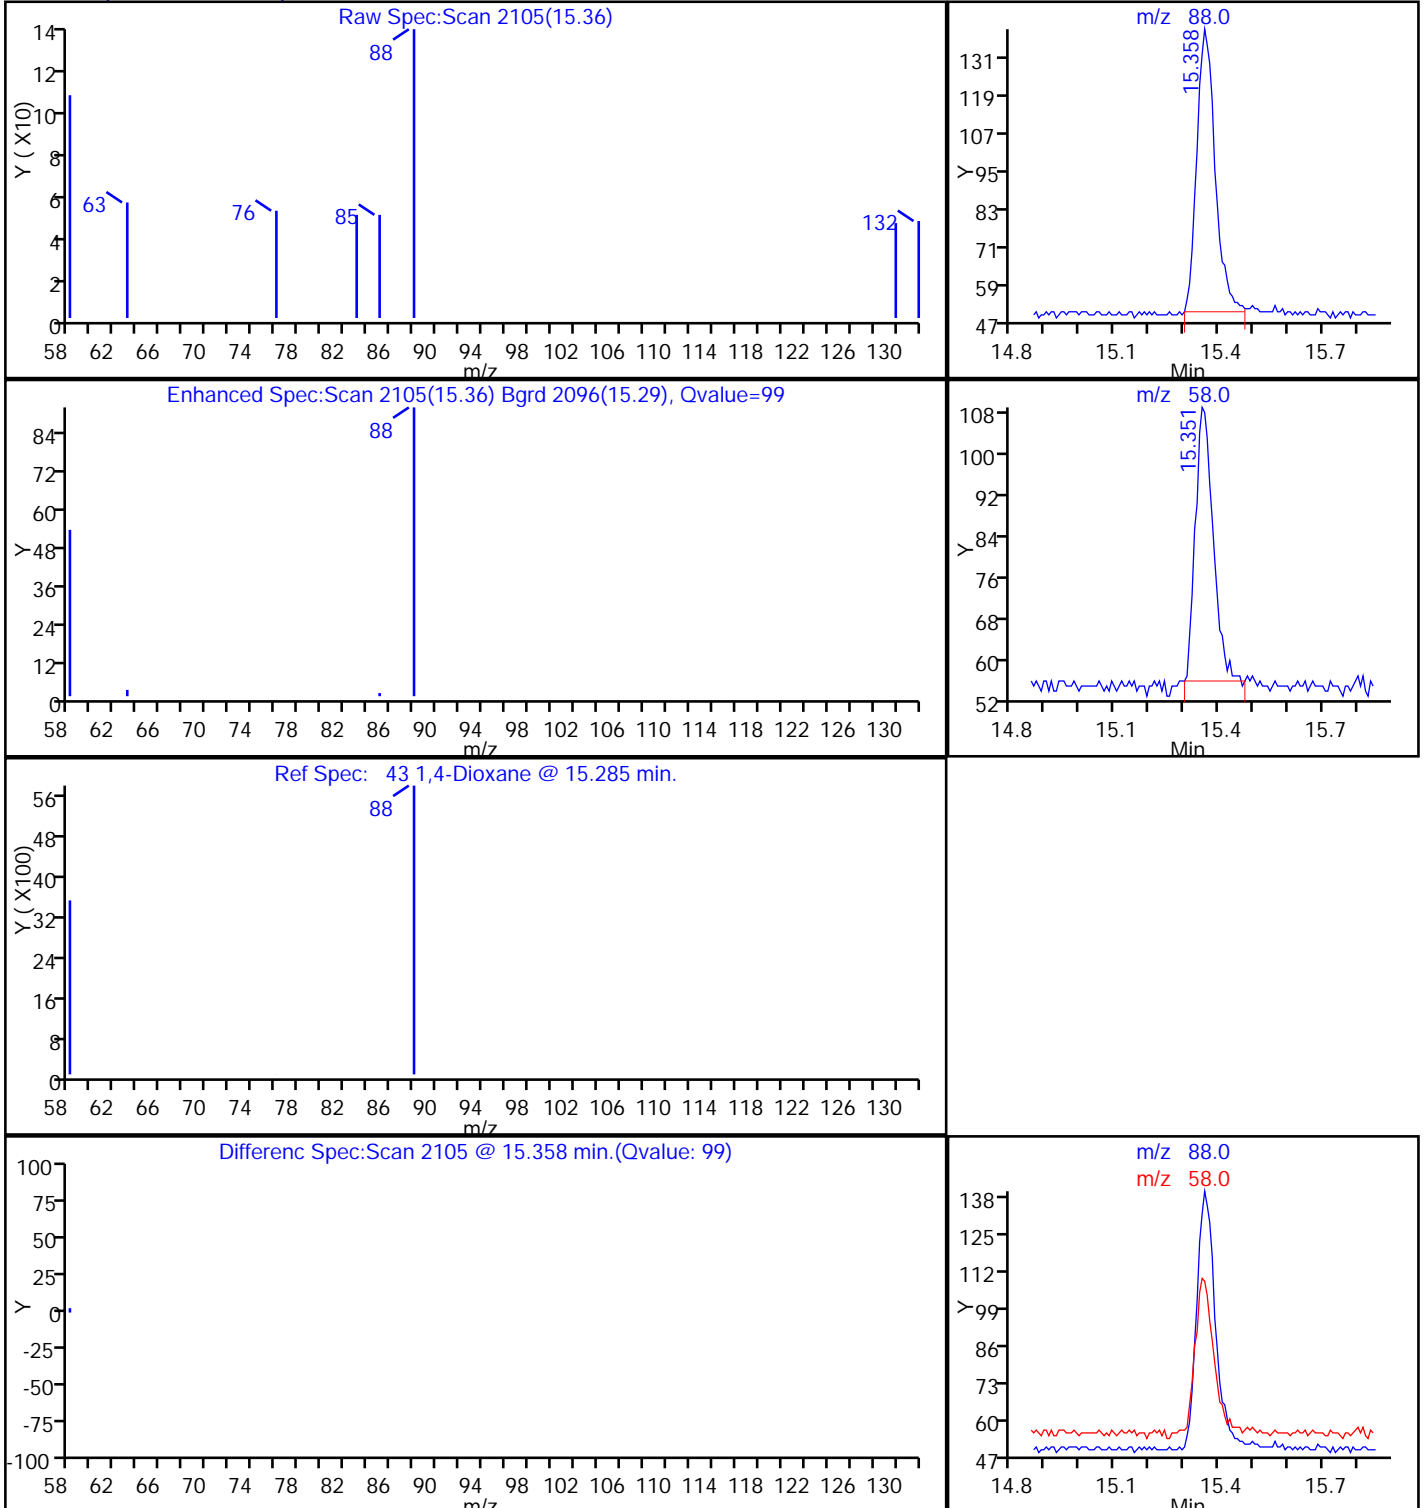 Raw Spec:Scan 2105(15.36)
14
12
10
8
6
4
2
0
Y ( X10)
88
63
76
85
132
58 62 66 70 74 78 82 86 90 94 98 102 106 110 114 118 122 126 130
m/z
m/z 88.0
131
119
107
95
83
71
59
47
Y
15.358
14.8 15.1 15.4 15.7
Min
Enhanced Spec:Scan 2105(15.36) Bgrd 2096(15.29), Qvalue=99
84
72
60
48
36
24
12
0
Y
88
58 62 66 70 74 78 82 86 90 94 98 102 106 110 114 118 122 126 130
m/z
m/z 58.0
108
100
92
84
76
68
60
52
Y
15.351
14.8 15.1 15.4 15.7
Min
Ref Spec: 43 1,4-Dioxane @ 15.285 min.
56
48
40
32
24
16
8
0
Y ( X100)
88
58 62 66 70 74 78 82 86 90 94 98 102 106 110 114 118 122 126 130
m/z
Differenc Spec:Scan 2105 @ 15.358 min.(Qvalue: 99)
100
75
50
25
0
-25
-50
-75
-100
Y
58 62 66 70 74 78 82 86 90 94 98 102 106 110 114 118 122 126 130
m/z
m/z 88.0
m/z 58.0
138
125
112
99
86
73
60
47
Y
14.8 15.1 15.4 15.7
Min